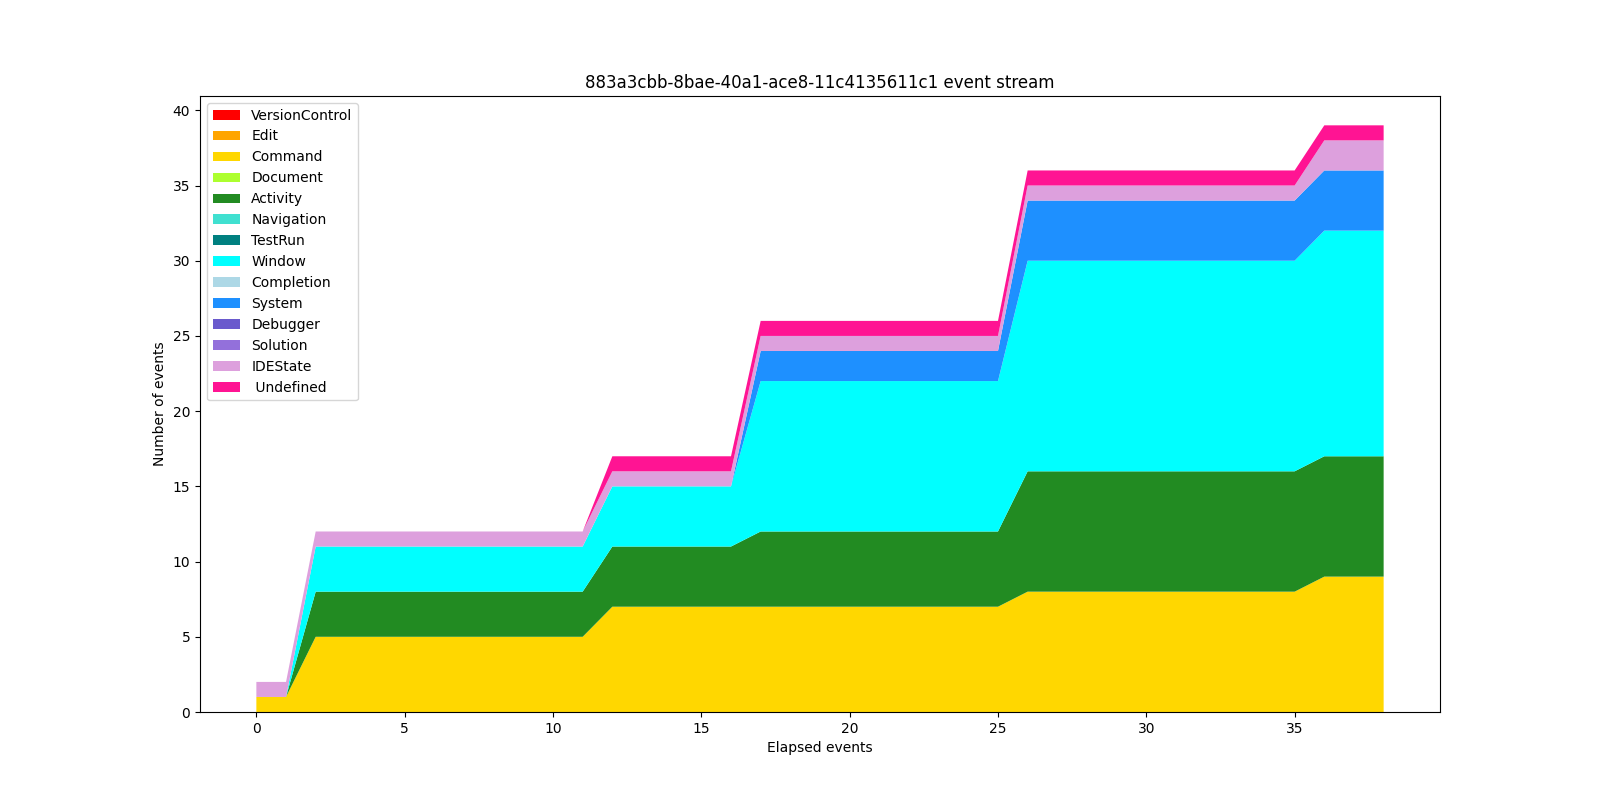 883a3cbb-8bae-40a1-ace8-11c4135611c1 event stream
40
35
30
25
20
15
10
5
0
Number of events
VersionControl
Edit
Command
Document
Activity
Navigation
TestRun
Window
Completion
System
Debugger
Solution
IDEState
Undefined
0 5 10 15 20 25 30 35
Elapsed events